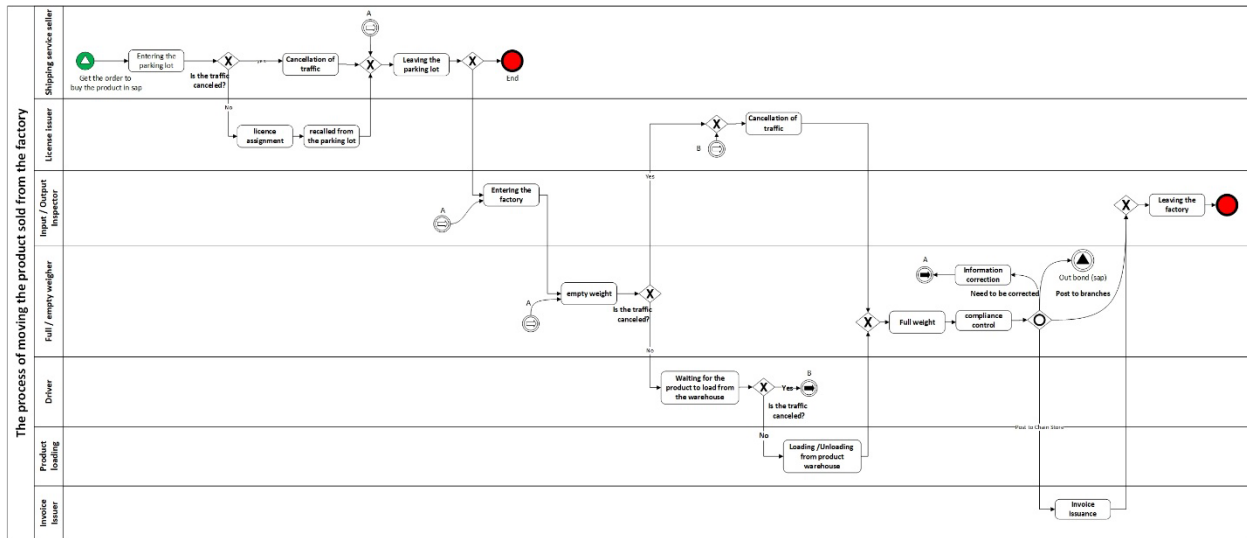 The process of moving the product sold from the factory
Shipping service seller
A
Entering the
parking lot
Get the order to
buy the product in sap
X
Is the traffic
canceled?
yes
Cancellation of
traffic
X
Leaving the
parking lot
X
End
No
License issuer
licence
assignment
recalled from
the parking lot
X
Cancellation of
traffic
B
Yes
Input / Output
Inspector
Entering the
factory
A
X
Leaving the
factory
Full / empty weigher
A
empty weight
X
Is the traffic
canceled?
No
A
Information
correction
Need to be corrected
Out bond (sap)
Post to branches
X
Full weight
compliance
control
Driver
Waiting for the
product to load from
the warehouse
X
Yes
B
Is the traffic
canceled?
No
Post to Chain Store
Product
loading
Loading /Unloading
from product
warehouse
Invoice
Issuer
Invoice
Issuance